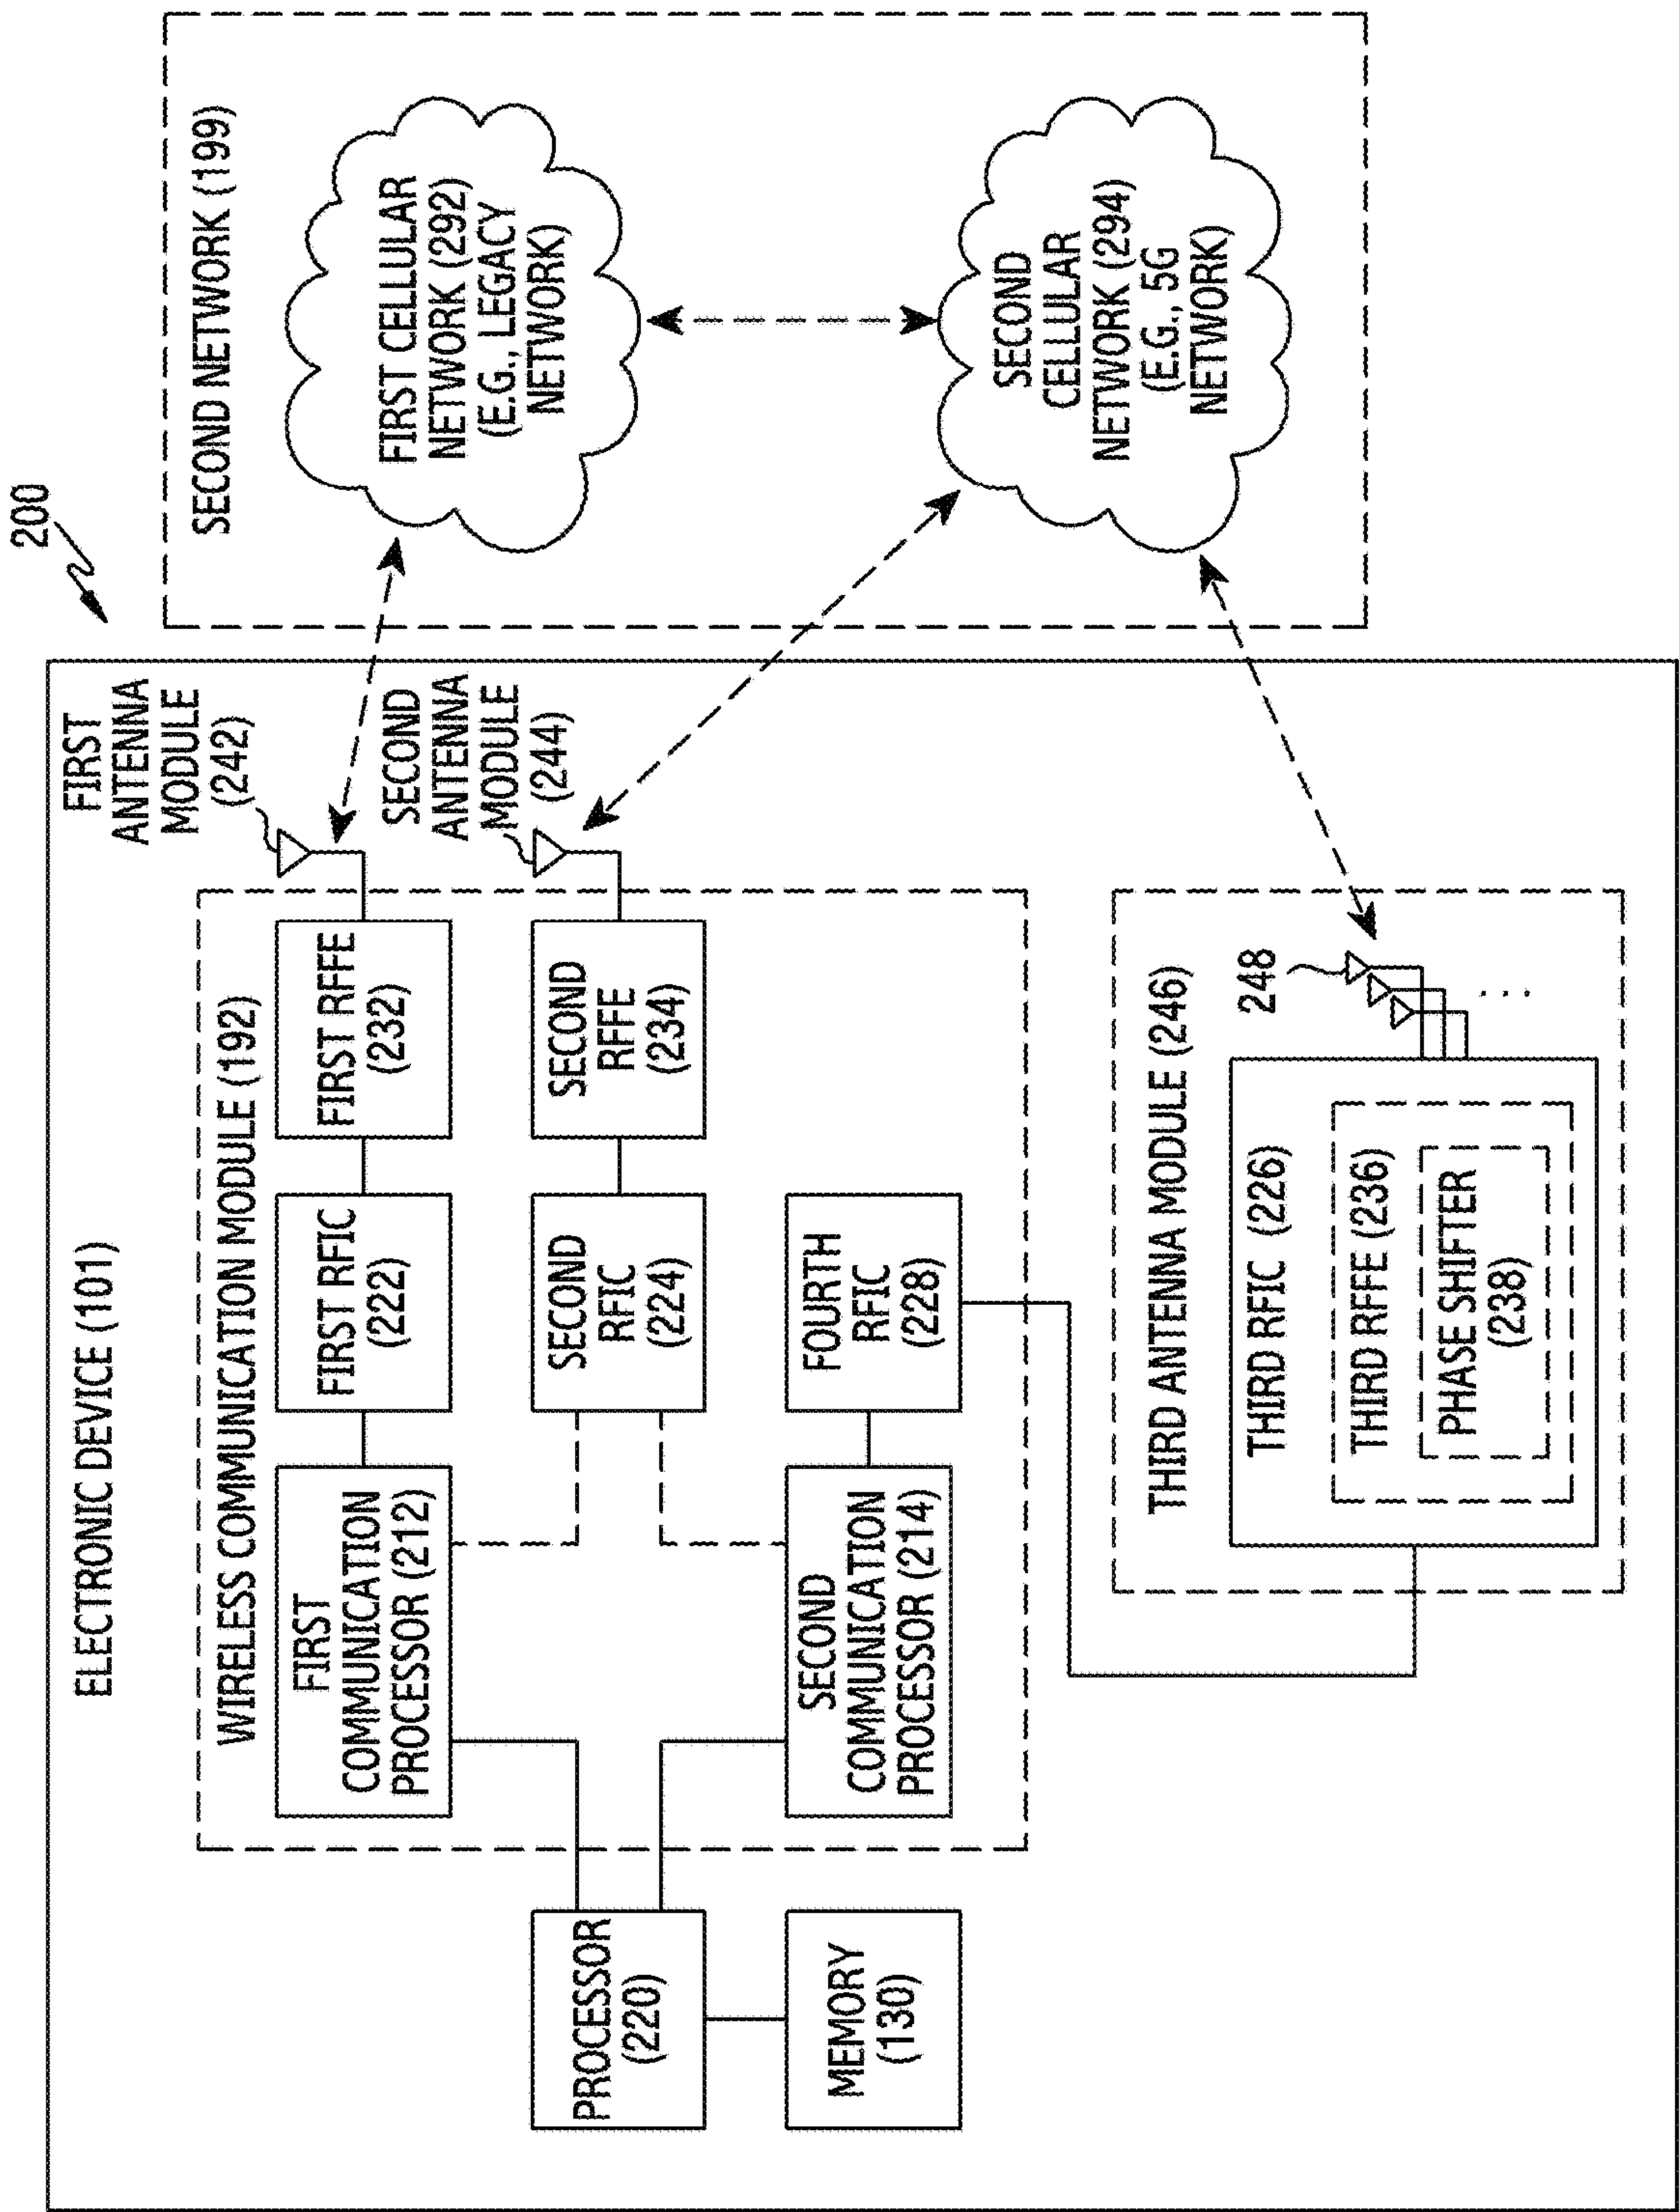 200
ELECTRONIC DEVICE (101)
WIRELESS COMMUNICATION MODULE (192)
FIRST
COMMUNICATION
PROCESSOR (212)
FIRST RFIC
(222)
FIRST RFFE
(232)
FIRST
ANTENNA
MODULE
(242)
SECOND
RFIC
(224)
SECOND
RFFE
(234)
SECOND
ANTENNA
MODULE
(244)
PROCESSOR
(220)
MEMORY
(130)
SECOND
COMMUNICATION
PROCESSOR (214)
FOURTH
RFIC
(228)
THIRD ANTENNA MODULE (246)
THIRD RFIC (226)
THIRD RFFE (236)
PHASE SHIFTER
(238)
248
. . .
SECOND NETWORK (199)
FIRST CELLULAR
NETWORK (292)
(E.G., LEGACY
NETWORK)
SECOND
CELLULAR
NETWORK (294)
(E.G., 5G
NETWORK)